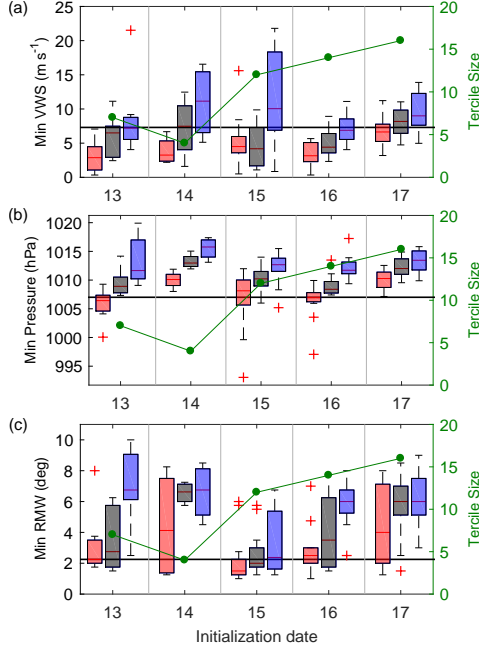 (a)
25
20
15
10
5
0
Min VWS (m s⁻¹)
20
15
10
5
0
Tercile Size
13 14 15 16 17
(b)
1020
1015
1010
1005
1000
995
Min Pressure (hPa)
20
15
10
5
0
Tercile Size
13 14 15 16 17
(c)
10
8
6
4
2
0
Min RMW (deg)
20
15
10
5
0
Tercile Size
13 14 15 16 17
Initialization date